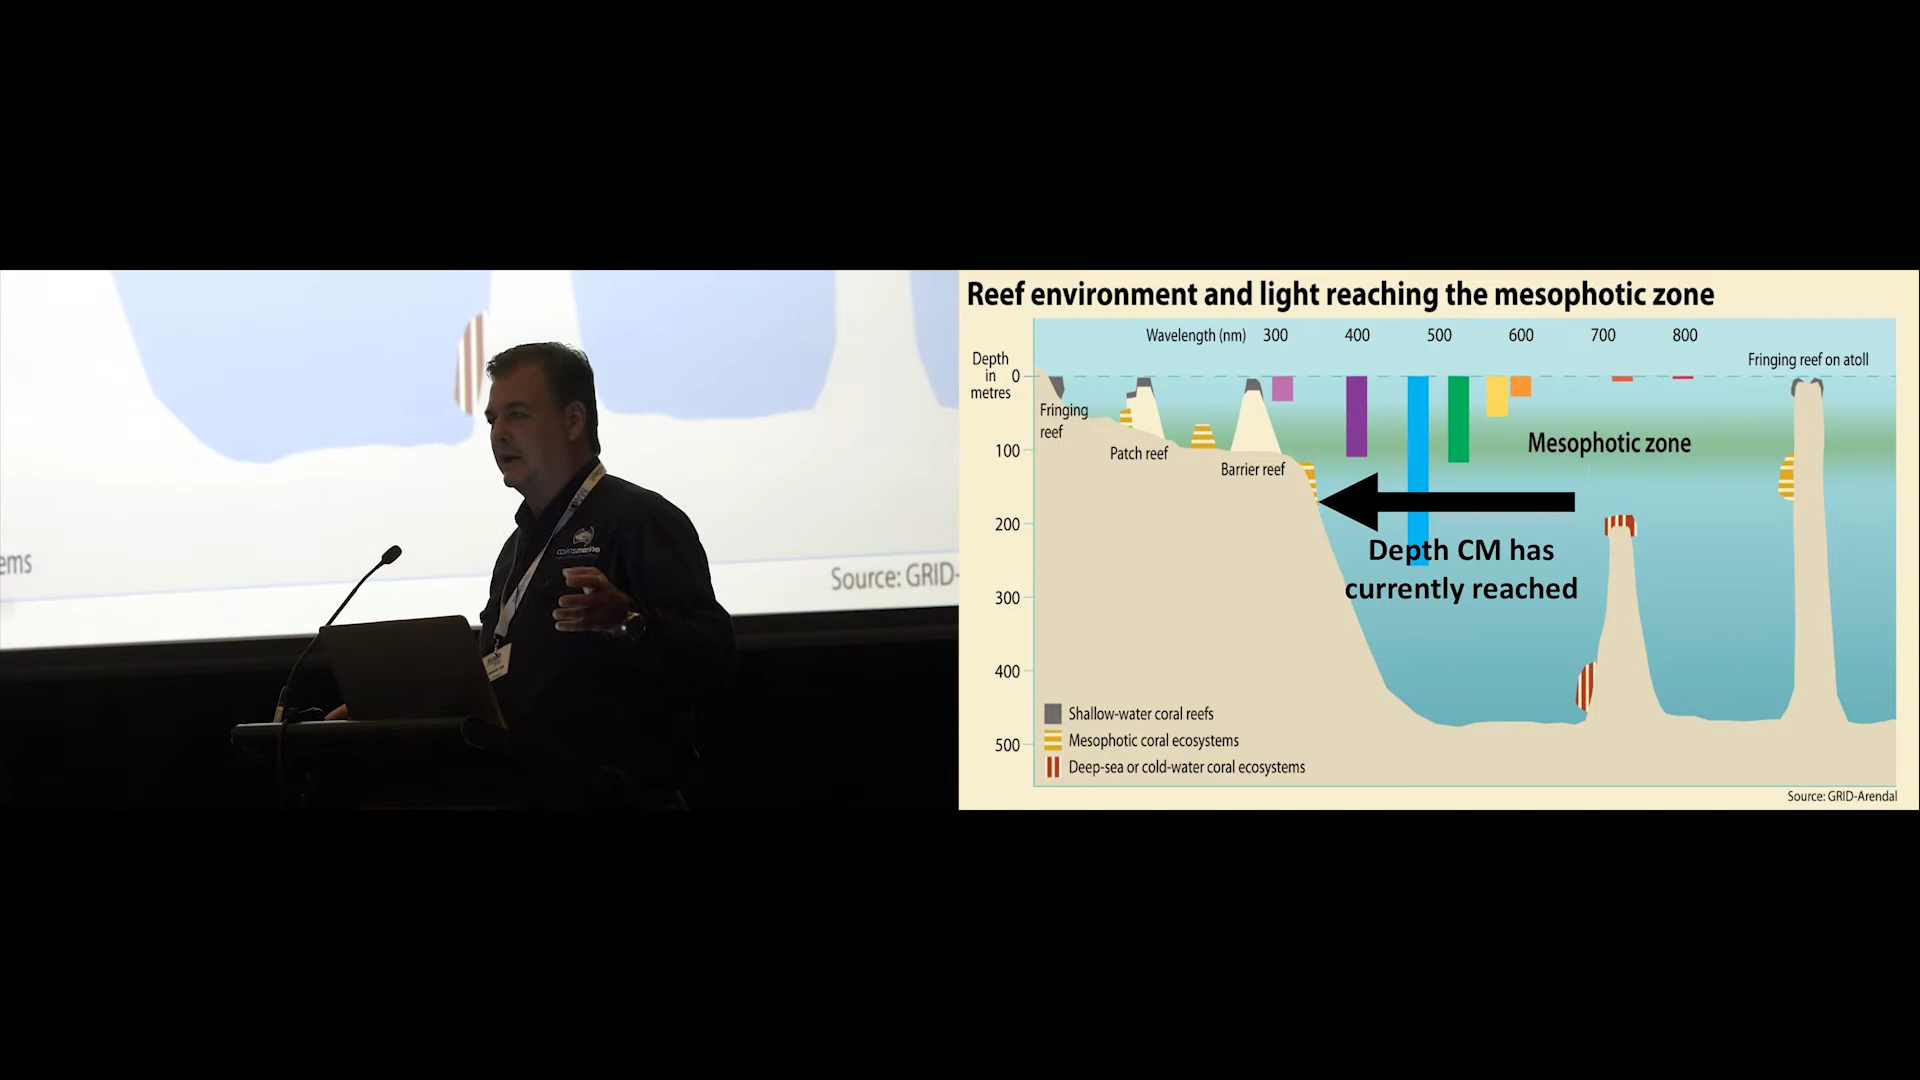 ems
Source: GRID-
cairnsmarine
Reef environment and light reaching the mesophotic zone
Wavelength (nm) 300 400 500 600 700 800
Depth
in
metres
0
100
200
300
400
500
Fringing reef on atoll
Fringing
reef
Patch reef
Barrier reef
Mesophotic zone
Depth CM has
currently reached
Shallow-water coral reefs
Mesophotic coral ecosystems
Deep-sea or cold-water coral ecosystems
Source: GRID-Arendal